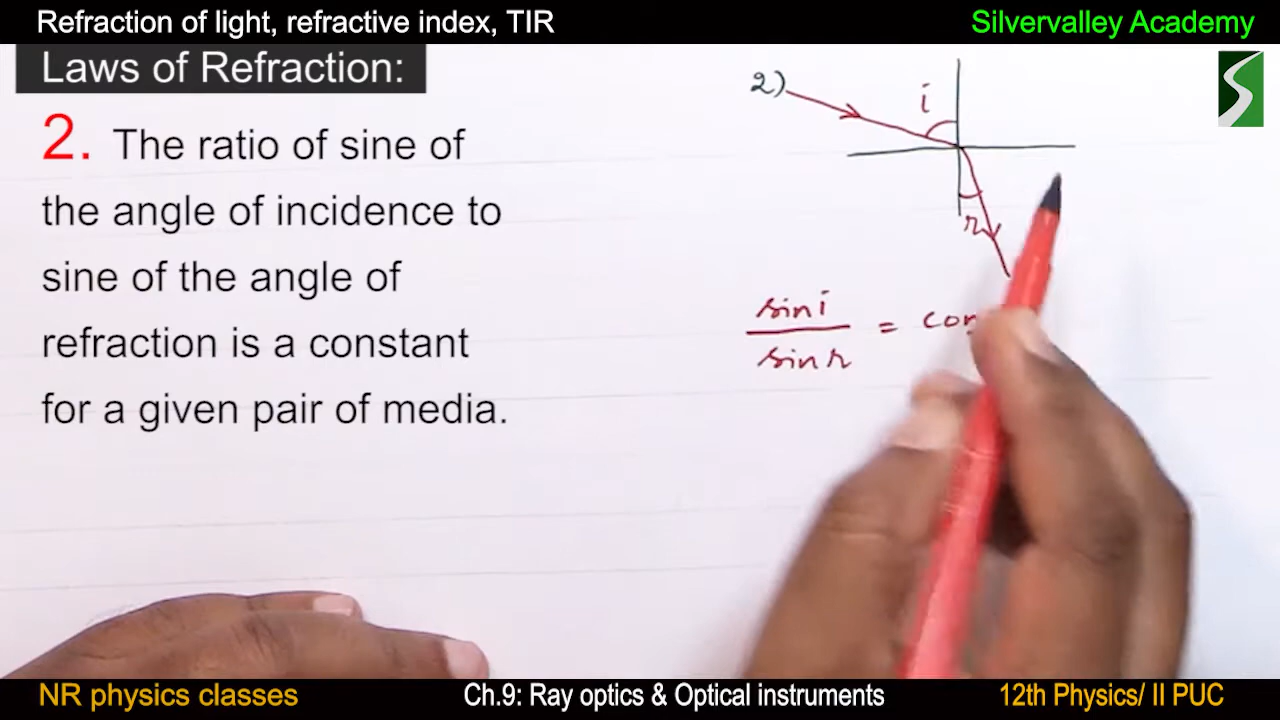 Refraction of light, refractive index, TIR
Silvervalley Academy
Laws of Refraction:
2. The ratio of sine of
the angle of incidence to
sine of the angle of
refraction is a constant
for a given pair of media.
2)
i
r
sin i
sin r
=
NR physics classes
Ch.9: Ray optics & Optical instruments
12th Physics/ II PUC